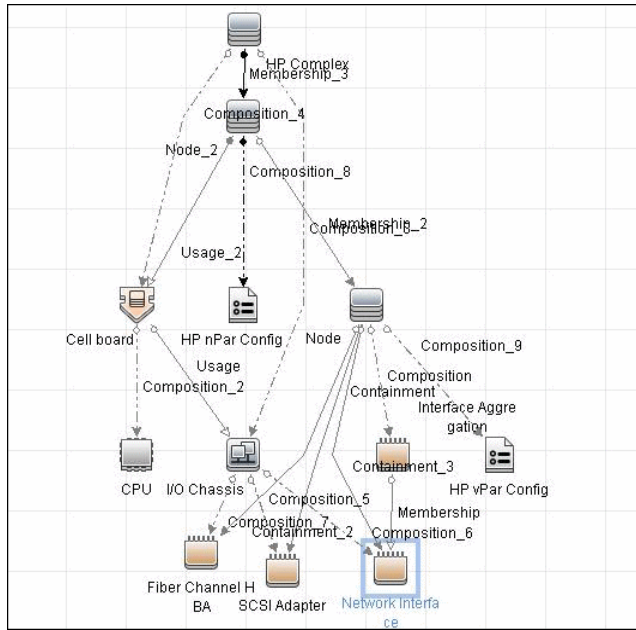 HP Complex
Membership_3
Composition_4
Node_2
Composition_8
Membership_2
Composition_6
Usage_2
Cell board
HP nPar Config
Node
Composition_9
Usage
Composition
Composition_2
Containment
Interface Aggre
gation
Containment_3
CPU
I/O Chassis
HP vPar Config
Composition_5
Membership
Composition_7
Containment_2
Composition_6
Fiber Channel H
BA
SCSI Adapter
Network Interfa
ce